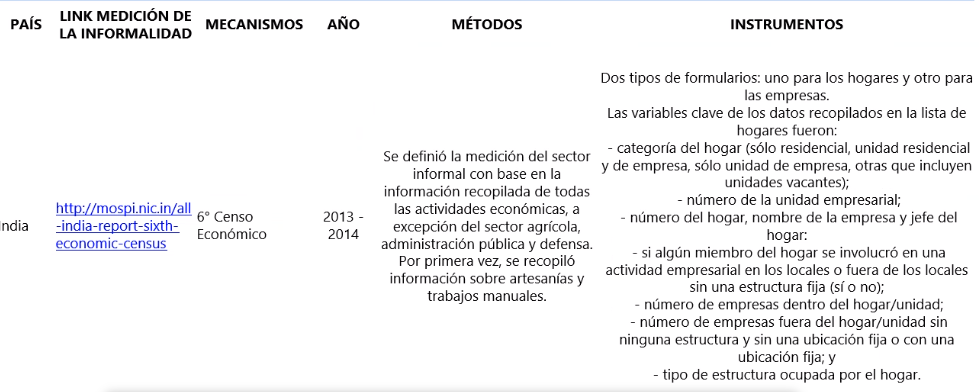 PAÍS
LINK MEDICIÓN DE
LA INFORMALIDAD
MECANISMOS
AÑO
MÉTODOS
INSTRUMENTOS
India
http://mospi.nic.in/all
-india-report-sixth-
economic-census
6° Censo
Económico
2013 -
2014
Se definió la medición del sector
informal con base en la
información recopilada de todas
las actividades económicas, a
excepción del sector agrícola,
administración pública y defensa.
Por primera vez, se recopiló
información sobre artesanías y
trabajos manuales.
Dos tipos de formularios: uno para los hogares y otro para
las empresas.
Las variables clave de los datos recopilados en la lista de
hogares fueron:
- categoría del hogar (sólo residencial, unidad residencial
y de empresa, sólo unidad de empresa, otras que incluyen
unidades vacantes);
- número de la unidad empresarial;
- número del hogar, nombre de la empresa y jefe del
hogar:
- si algún miembro del hogar se involucró en una
actividad empresarial en los locales o fuera de los locales
sin una estructura fija (sí o no);
- número de empresas dentro del hogar/unidad;
- número de empresas fuera del hogar/unidad sin
ninguna estructura y sin una ubicación fija o con una
ubicación fija; y
- tipo de estructura ocupada por el hogar.